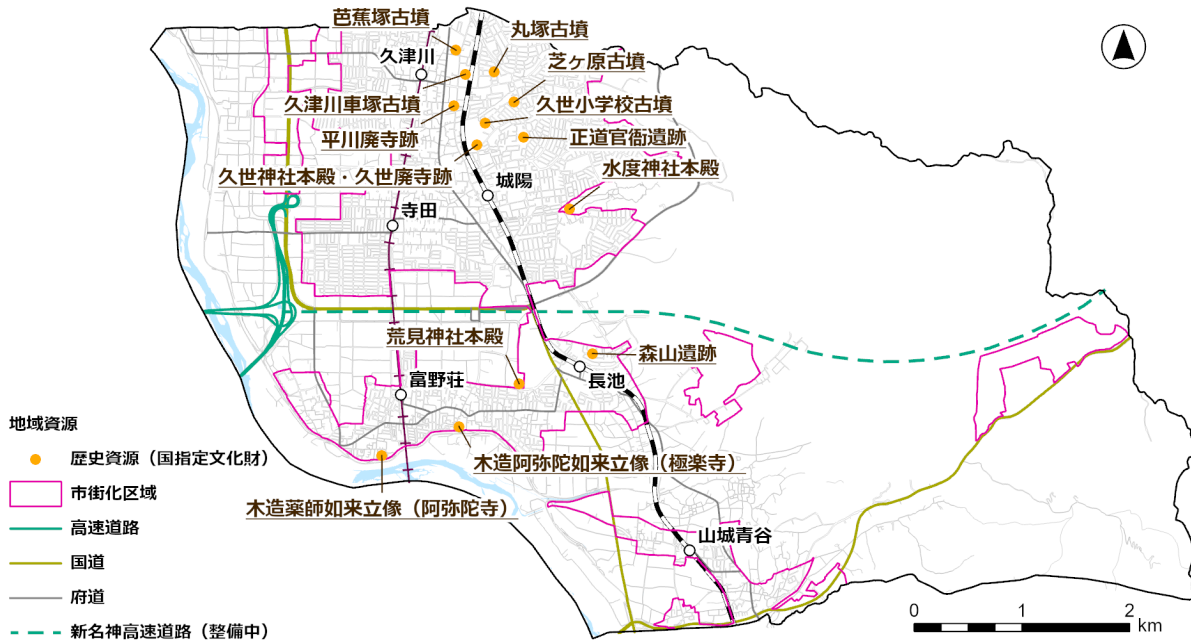 芭蕉塚古墳
丸塚古墳
久津川
芝ヶ原古墳
久津川車塚古墳
久世小学校古墳
平川廃寺跡
正道官衙遺跡
水度神社本殿
久世神社本殿・久世廃寺跡
城陽
寺田
荒見神社本殿
森山遺跡
長池
富野荘
地域資源
歴史資源（国指定文化財）
木造阿弥陀如来立像（極楽寺）
市街化区域
木造薬師如来立像（阿弥陀寺）
高速道路
山城青谷
国道
府道
0 1 2
km
新名神高速道路（整備中）